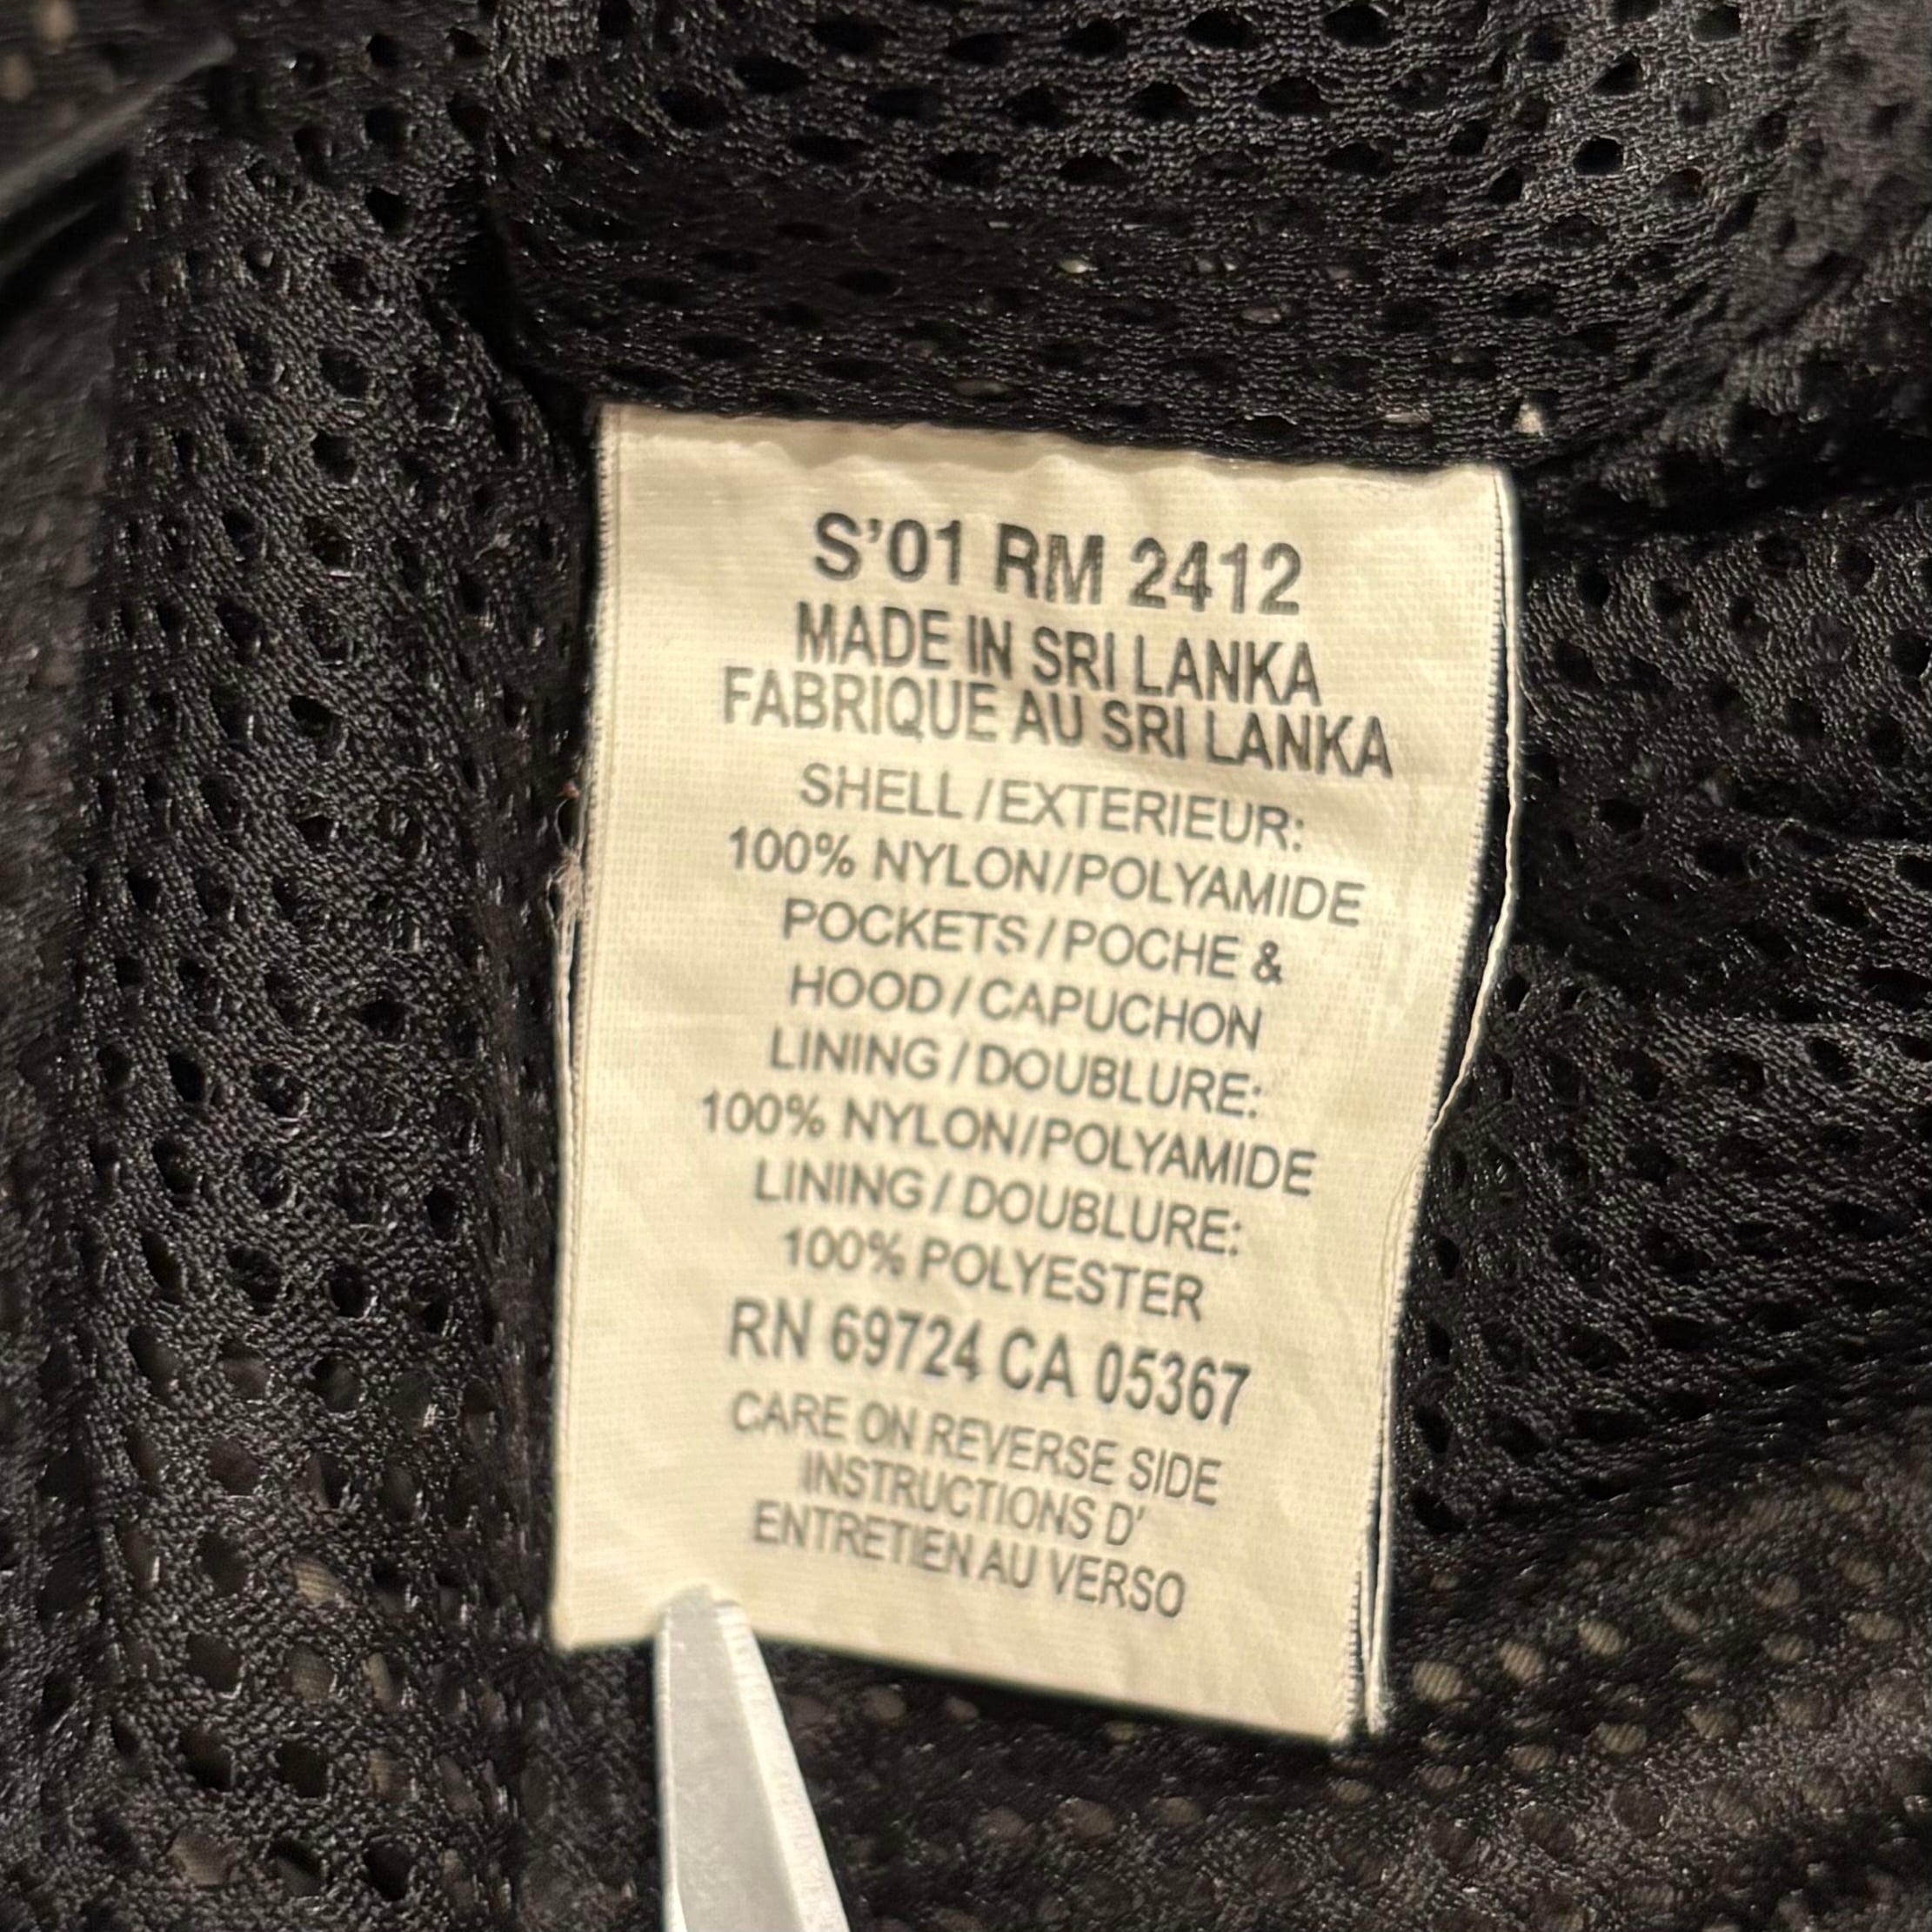 S'01 RM 2412
MADE IN SRI LANKA
FABRIQUE AU SRI LANKA
SHELL/EXTERIEUR:
100% NYLON/POLYAMIDE
POCKETS/POCHE &
HOOD/CAPUCHON
LINING/DOUBLURE:
100% NYLON/POLYAMIDE
LINING/DOUBLURE:
100% POLYESTER
RN 69724 CA 05367
CARE ON REVERSE SIDE
INSTRUCTIONS D'
ENTRETIEN AU VERSO